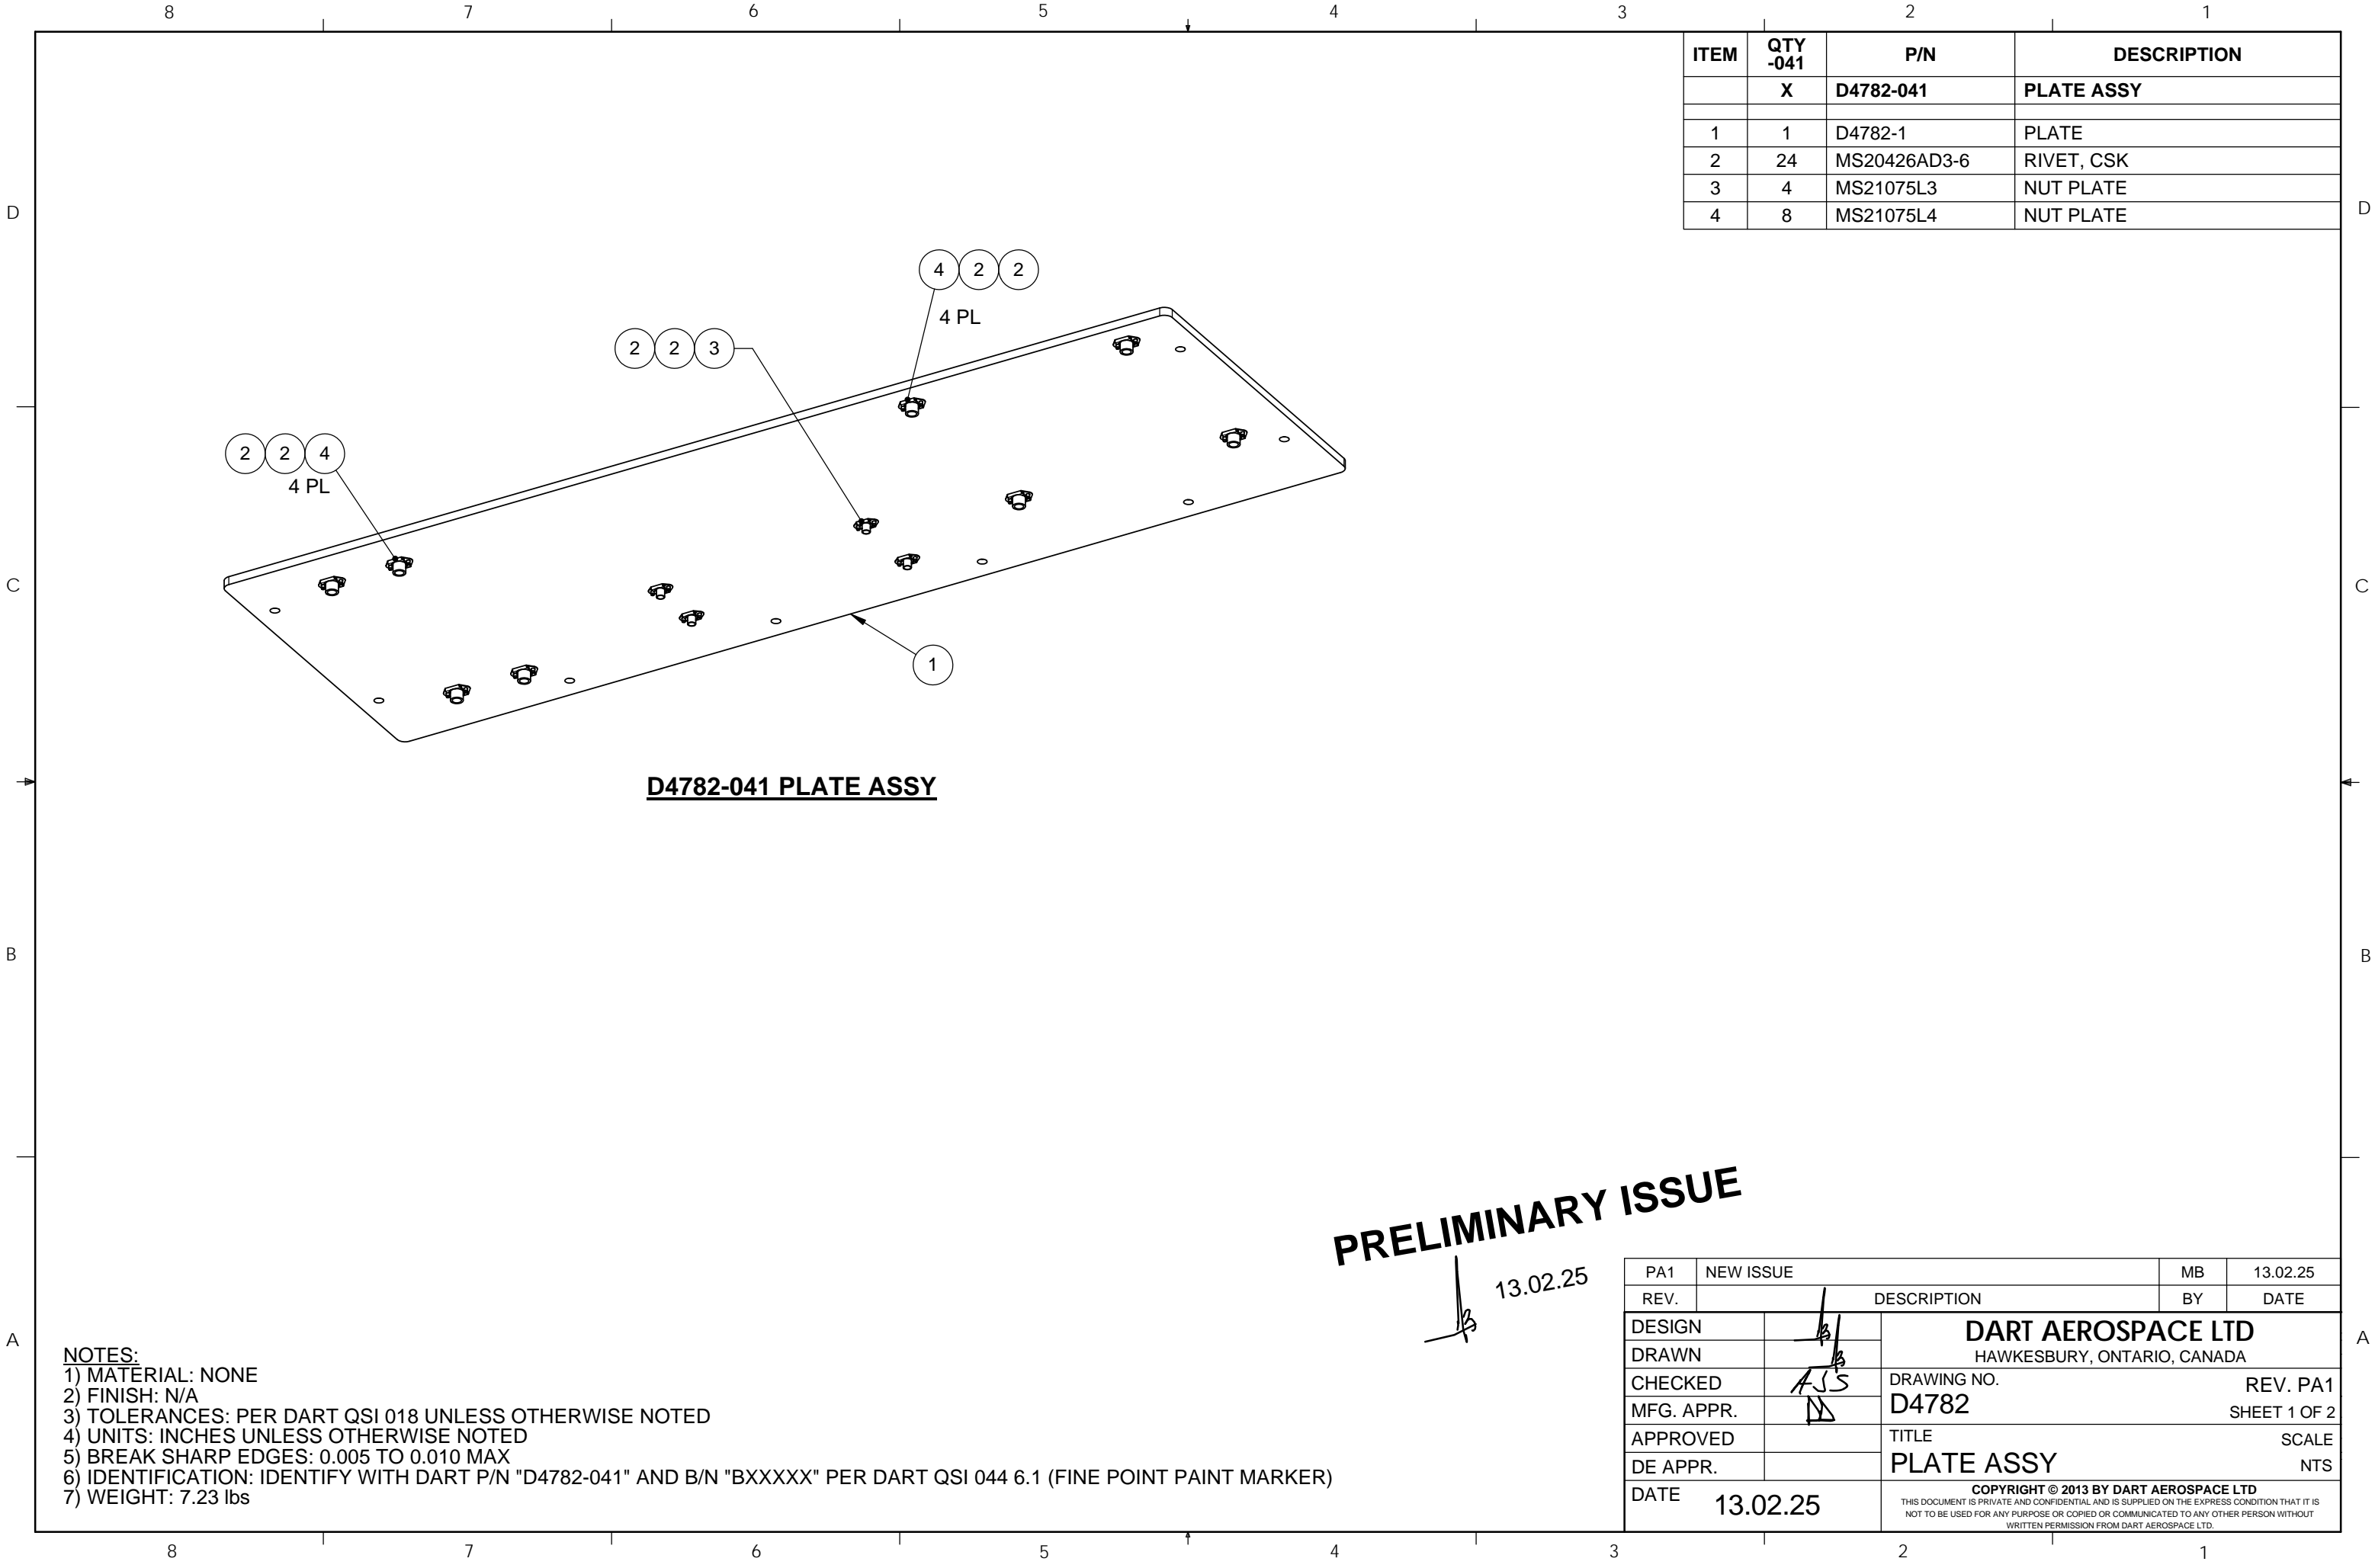 8 7 6 5 4 3 2 1
ITEM QTY -041 P/N DESCRIPTION
X D4782-041 PLATE ASSY
1 1 D4782-1 PLATE
2 24 MS20426AD3-6 RIVET, CSK
3 4 MS21075L3 NUT PLATE
4 8 MS21075L4 NUT PLATE
D D
4 2 2
4 PL
2 2 3
2 2 4
4 PL
C C
1
D4782-041 PLATE ASSY
B B
PRELIMINARY ISSUE
13.02.25
A A
NOTES:
1) MATERIAL: NONE
2) FINISH: N/A
3) TOLERANCES: PER DART QSI 018 UNLESS OTHERWISE NOTED
4) UNITS: INCHES UNLESS OTHERWISE NOTED
5) BREAK SHARP EDGES: 0.005 TO 0.010 MAX
6) IDENTIFICATION: IDENTIFY WITH DART P/N "D4782-041" AND B/N "BXXXXX" PER DART QSI 044 6.1 (FINE POINT PAINT MARKER)
7) WEIGHT: 7.23 lbs
PA1 NEW ISSUE MB 13.02.25
REV. DESCRIPTION BY DATE
DESIGN
DRAWN
CHECKED
MFG. APPR.
APPROVED
DE APPR.
DATE 13.02.25
DART AEROSPACE LTD
HAWKESBURY, ONTARIO, CANADA
DRAWING NO. REV. PA1
D4782 SHEET 1 OF 2
TITLE SCALE
PLATE ASSY NTS
COPYRIGHT © 2013 BY DART AEROSPACE LTD
THIS DOCUMENT IS PRIVATE AND CONFIDENTIAL AND IS SUPPLIED ON THE EXPRESS CONDITION THAT IT IS
NOT TO BE USED FOR ANY PURPOSE OR COPIED OR COMMUNICATED TO ANY OTHER PERSON WITHOUT
WRITTEN PERMISSION FROM DART AEROSPACE LTD.
8 7 6 5 4 3 2 1